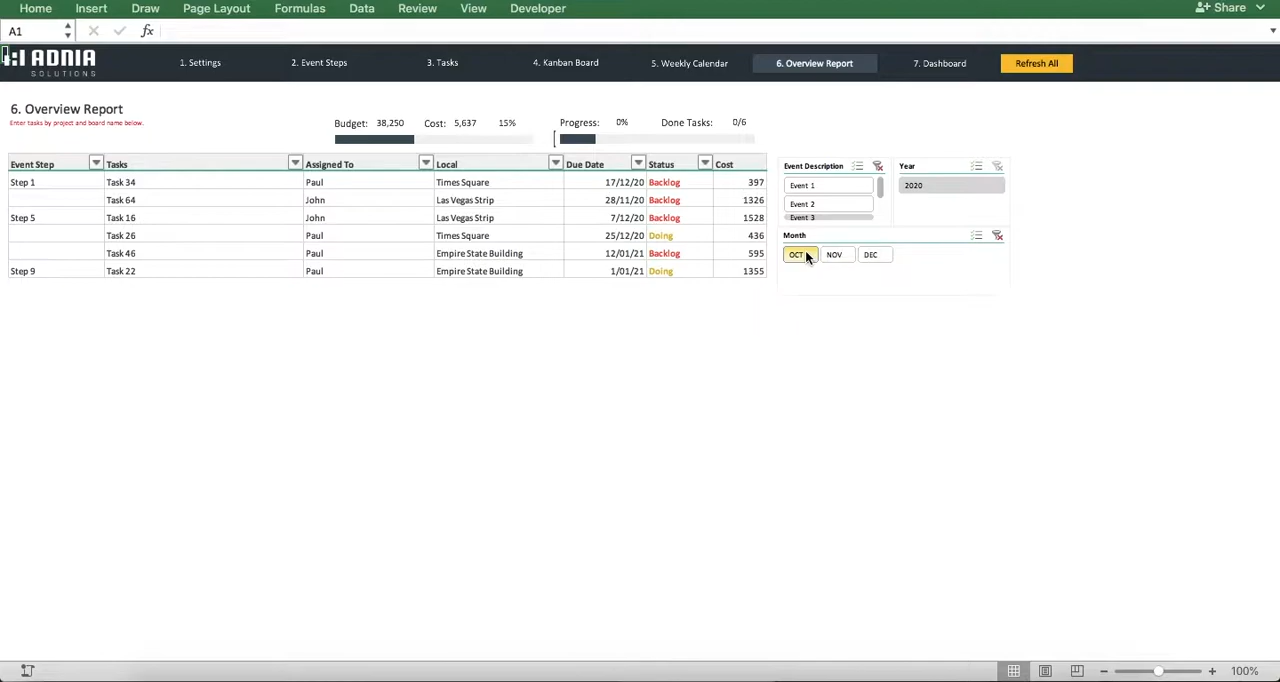 Home Insert Draw Page Layout Formulas Data Review View Developer Share
A1 fx
ADNIA
SOLUTIONS
1. Settings 2. Event Steps 3. Tasks 4. Kanban Board 5. Weekly Calendar 6. Overview Report 7. Dashboard Refresh All
6. Overview Report
Enter tasks by project and board name below.
Budget: 38,250 Cost: 5,637 15% Progress: 0% Done Tasks: 0/6
Event Step Tasks Assigned To Local Due Date Status Cost
Step 1 Task 34 Paul Times Square 17/12/20 Backlog 397
Task 64 John Las Vegas Strip 28/11/20 Backlog 1326
Step 5 Task 16 John Las Vegas Strip 7/12/20 Backlog 1528
Task 26 Paul Times Square 25/12/20 Doing 436
Task 46 Paul Empire State Building 12/01/21 Backlog 595
Step 9 Task 22 Paul Empire State Building 1/01/21 Doing 1355
Event Description Year
Event 1 2020
Event 2
Event 3
Month
OCT NOV DEC
100%